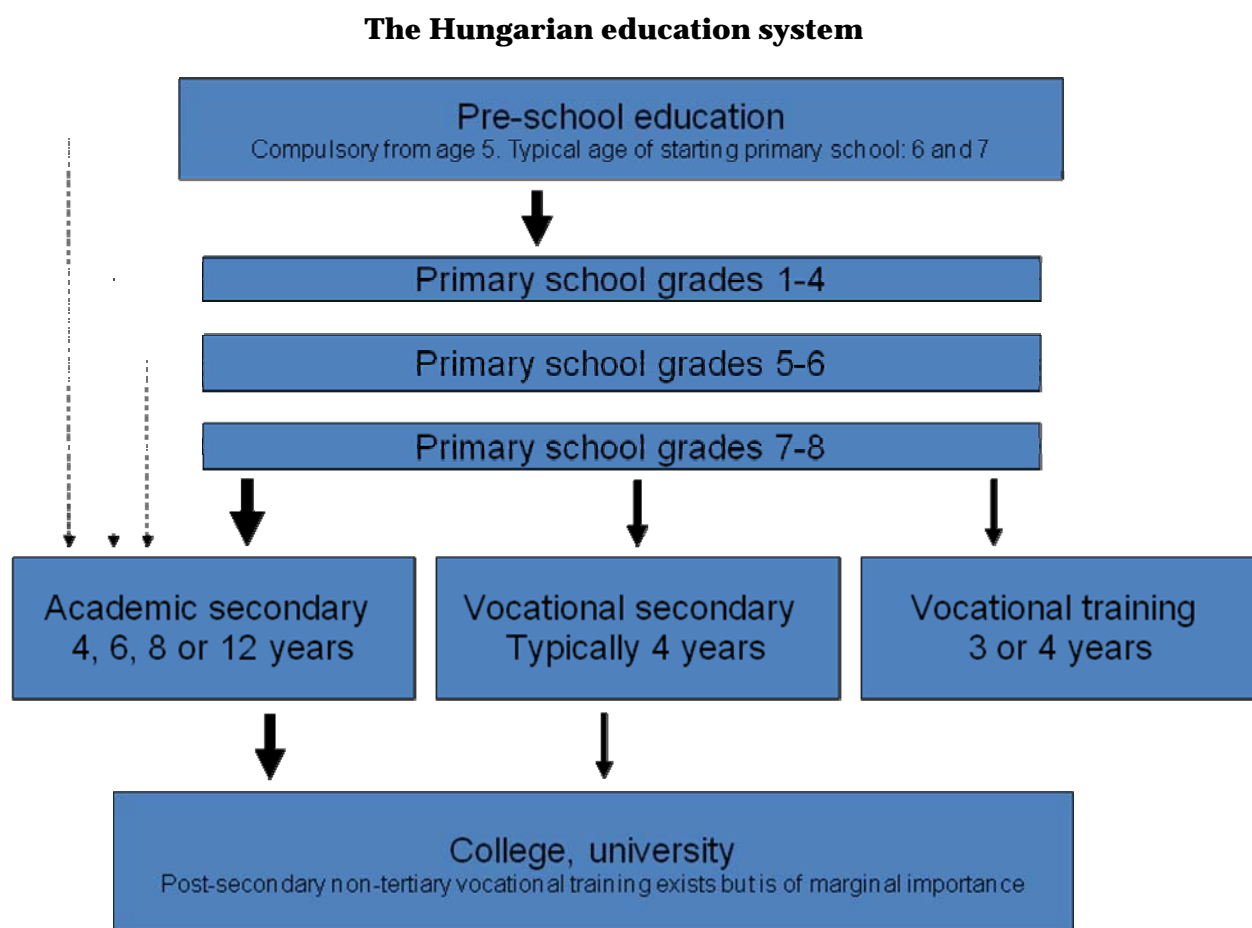 The Hungarian education system
Pre-school education
Compulsory from age 5. Typical age of starting primary school: 6 and 7
Primary school grades 1-4
Primary school grades 5-6
Primary school grades 7-8
Academic secondary
4, 6, 8 or 12 years
Vocational secondary
Typically 4 years
Vocational training
3 or 4 years
College, university
Post-secondary non-tertiary vocational training exists but is of marginal importance